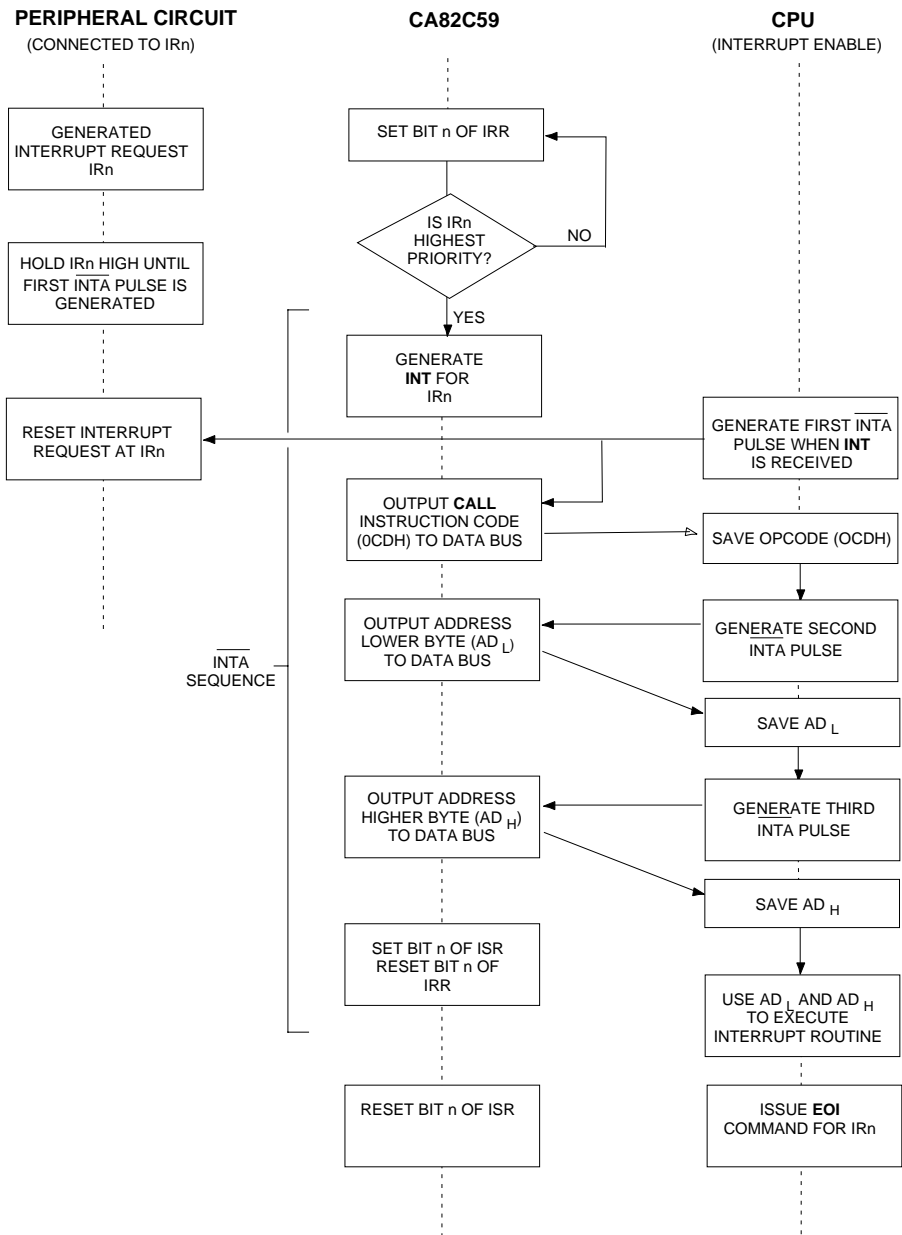 PERIPHERAL CIRCUIT
(CONNECTED TO IRn)
CA82C59
CPU
(INTERRUPT ENABLE)
GENERATED
INTERRUPT REQUEST
IRn
SET BIT n OF IRR
IS IRn
HIGHEST
PRIORITY?
NO
HOLD IRn HIGH UNTIL
FIRST INTA PULSE IS
GENERATED
YES
GENERATE
INT FOR
IRn
RESET INTERRUPT
REQUEST AT IRn
GENERATE FIRST INTA
PULSE WHEN INT
IS RECEIVED
OUTPUT CALL
INSTRUCTION CODE
(0CDH) TO DATA BUS
SAVE OPCODE (OCDH)
OUTPUT ADDRESS
LOWER BYTE (AD L)
TO DATA BUS
GENERATE SECOND
INTA PULSE
INTA
SEQUENCE
SAVE AD L
OUTPUT ADDRESS
HIGHER BYTE (AD H)
TO DATA BUS
GENERATE THIRD
INTA PULSE
SAVE AD H
SET BIT n OF ISR
RESET BIT n OF
IRR
USE AD L AND AD H
TO EXECUTE
INTERRUPT ROUTINE
RESET BIT n OF ISR
ISSUE EOI
COMMAND FOR IRn